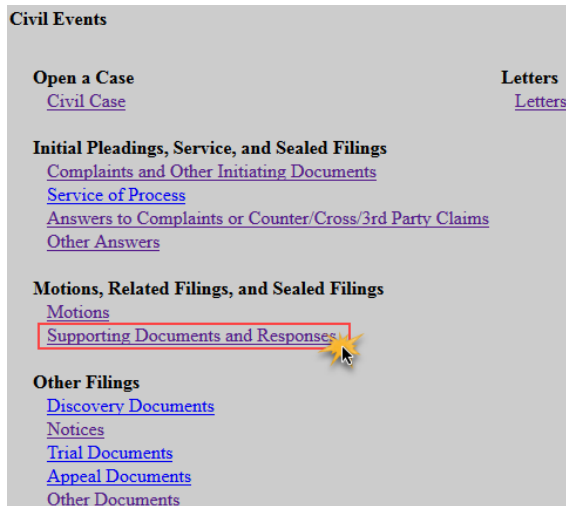 Civil Events
Open a Case
Civil Case
Letters
Letters
Initial Pleadings, Service, and Sealed Filings
Complaints and Other Initiating Documents
Service of Process
Answers to Complaints or Counter/Cross/3rd Party Claims
Other Answers
Motions, Related Filings, and Sealed Filings
Motions
Supporting Documents and Responses
Other Filings
Discovery Documents
Notices
Trial Documents
Appeal Documents
Other Documents